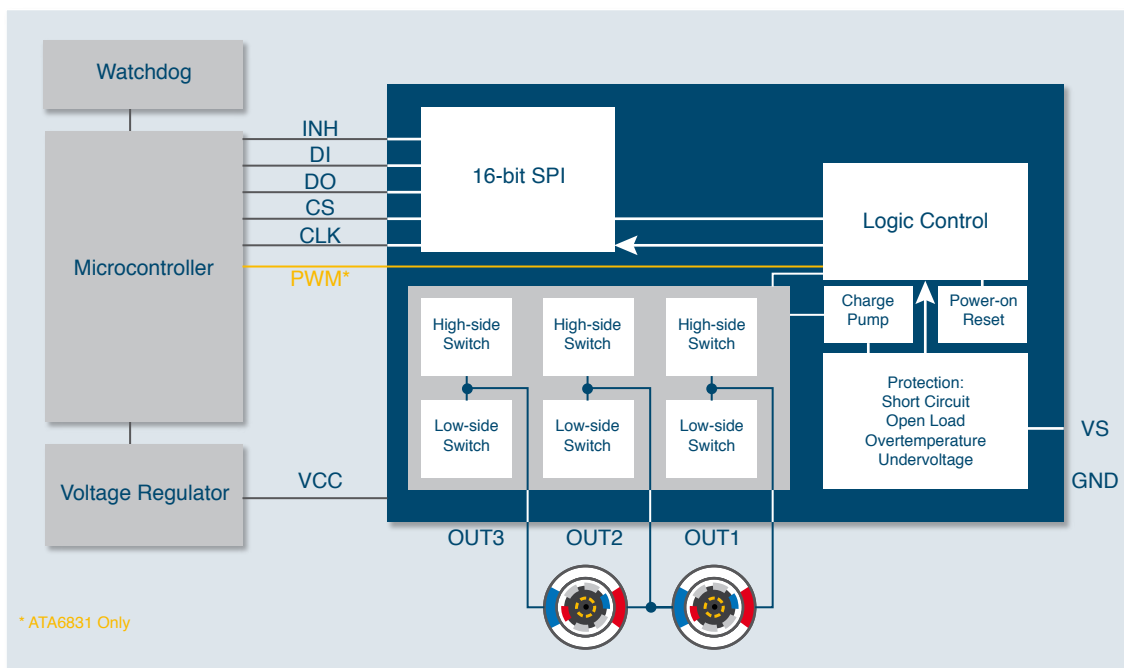 Watchdog
Microcontroller
Voltage Regulator
INH
DI
DO
CS
CLK
PWM*
VCC
16-bit SPI
Logic Control
Charge
Pump
Power-on
Reset
High-side
Switch
High-side
Switch
High-side
Switch
Low-side
Switch
Low-side
Switch
Low-side
Switch
Protection:
Short Circuit
Open Load
Overtemperature
Undervoltage
VS
GND
OUT3
OUT2
OUT1
* ATA6831 Only